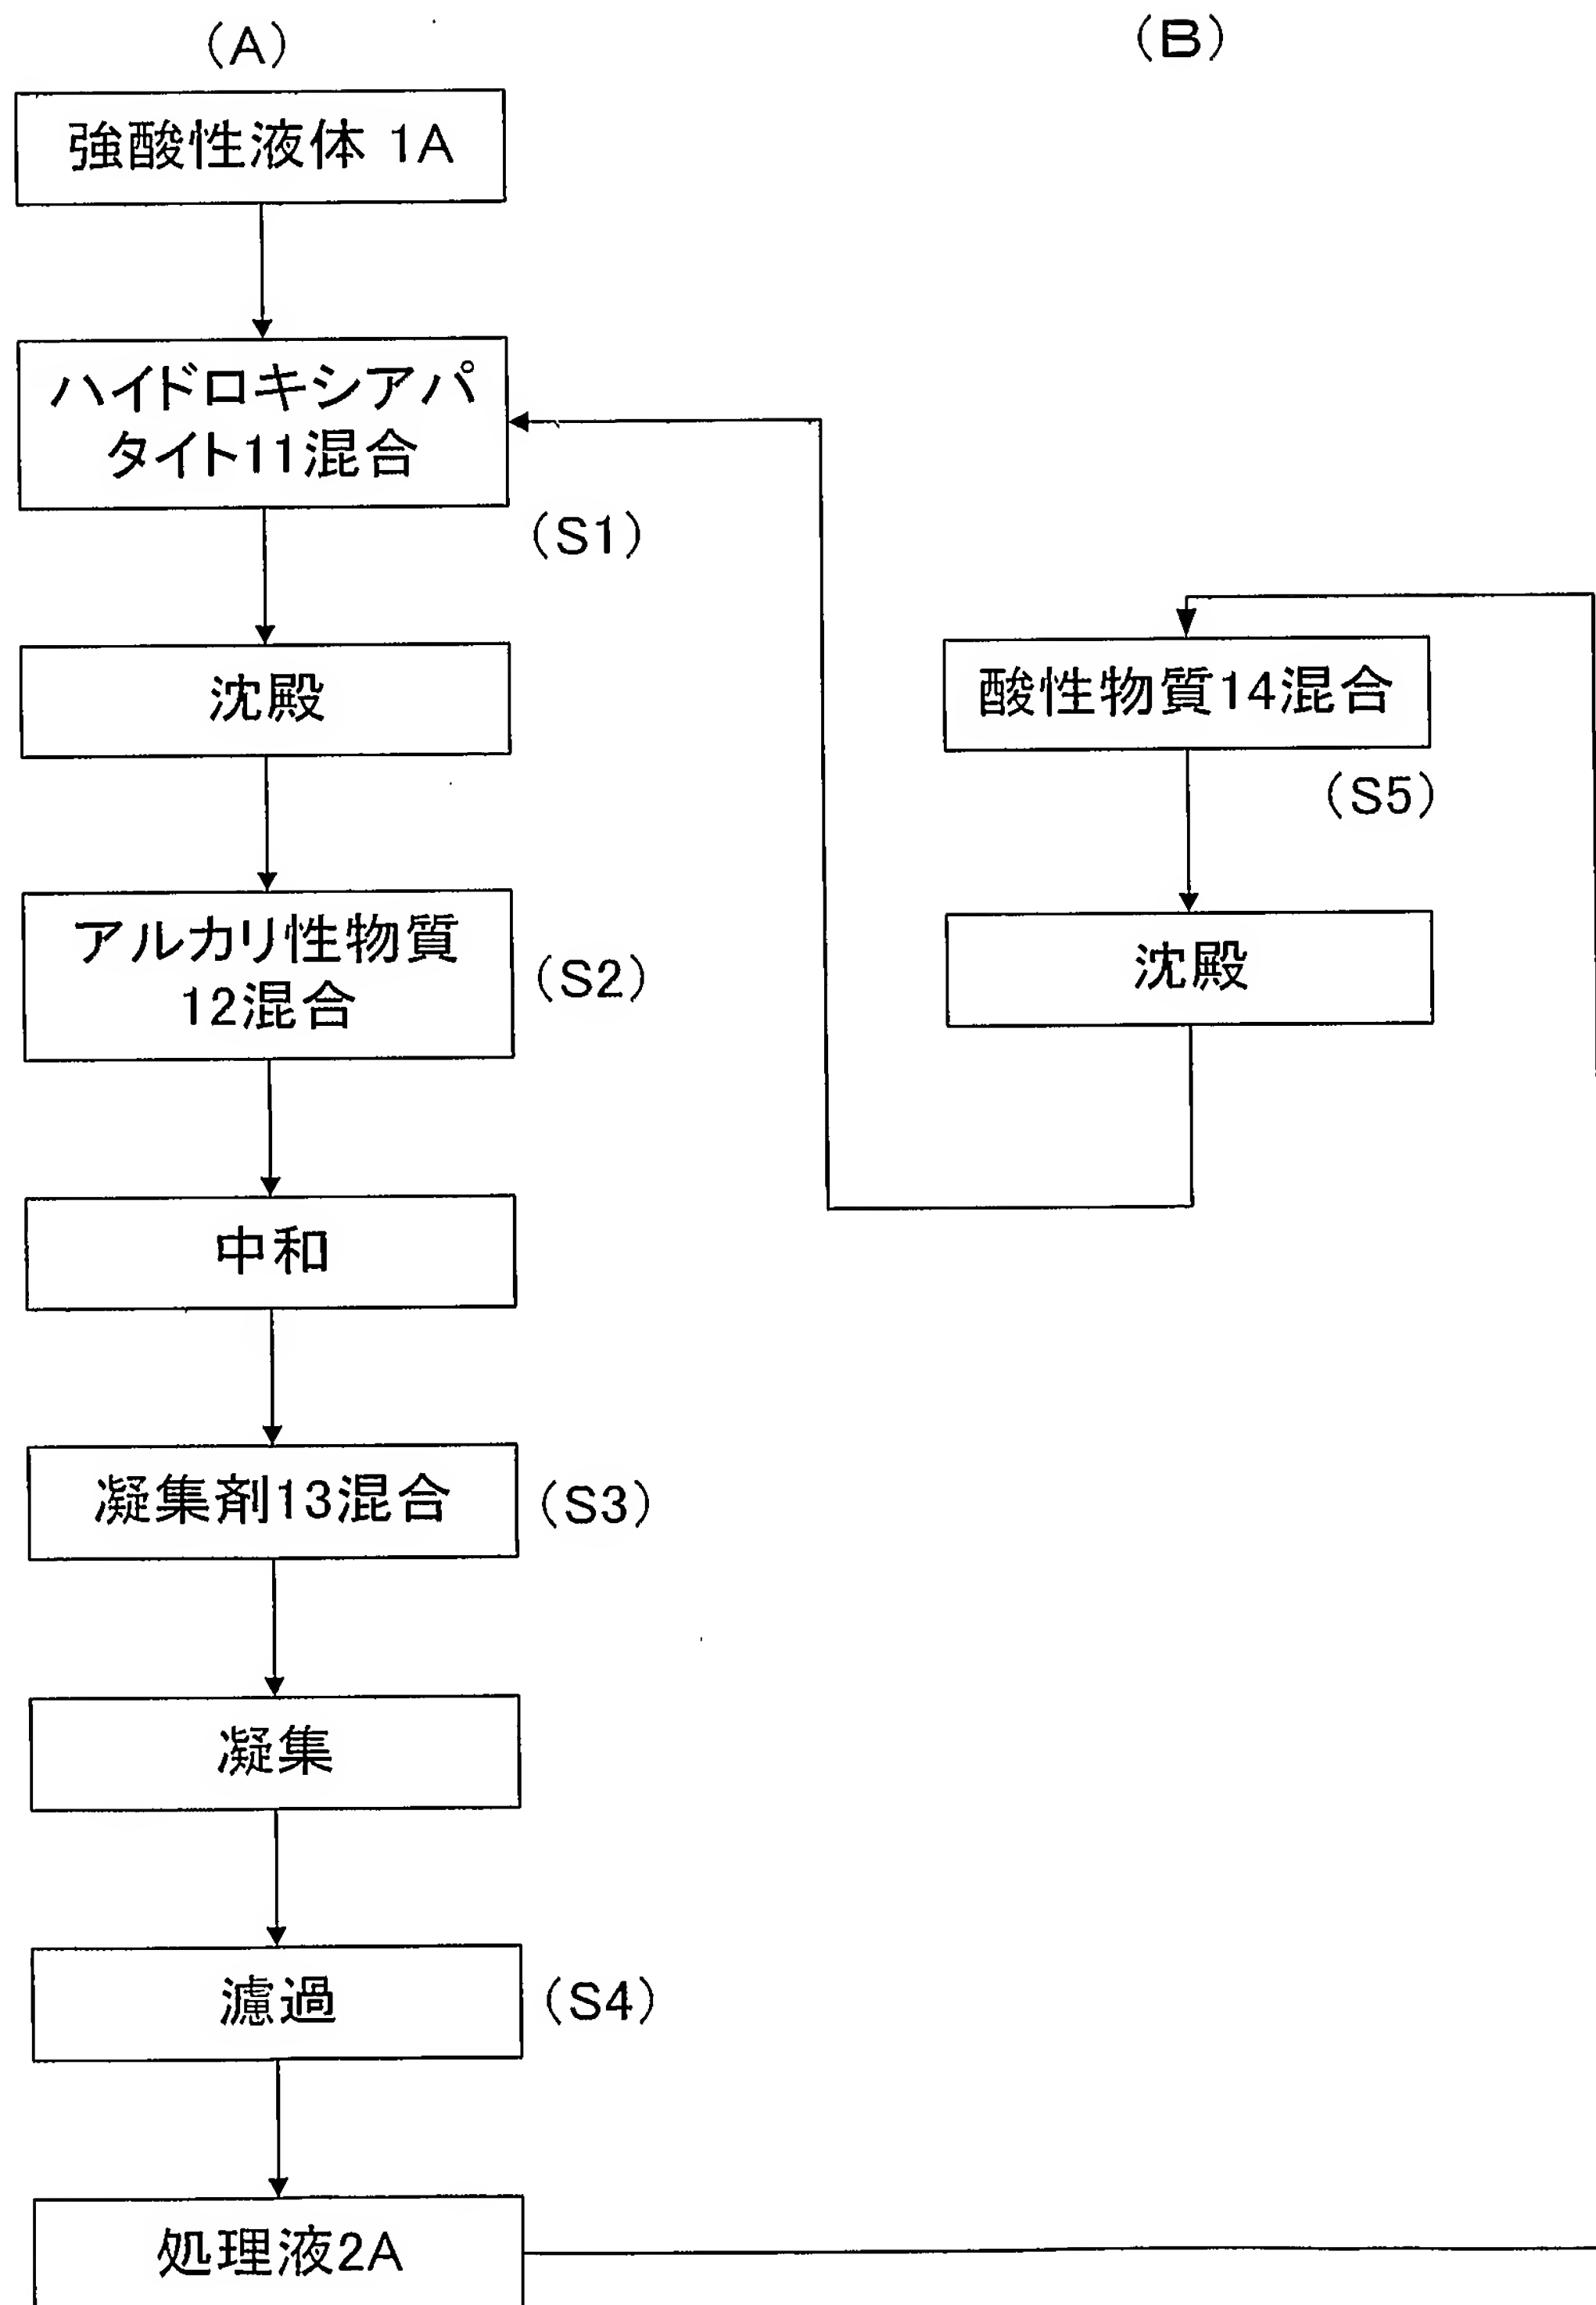 (A)
強酸性液体 1A
ハイドロキシアパ
タイト11混合
(S1)
沈殿
アルカリ性物質
12混合
(S2)
中和
凝集剤13混合
(S3)
凝集
濾過
(S4)
処理液2A
(B)
酸性物質14混合
(S5)
沈殿